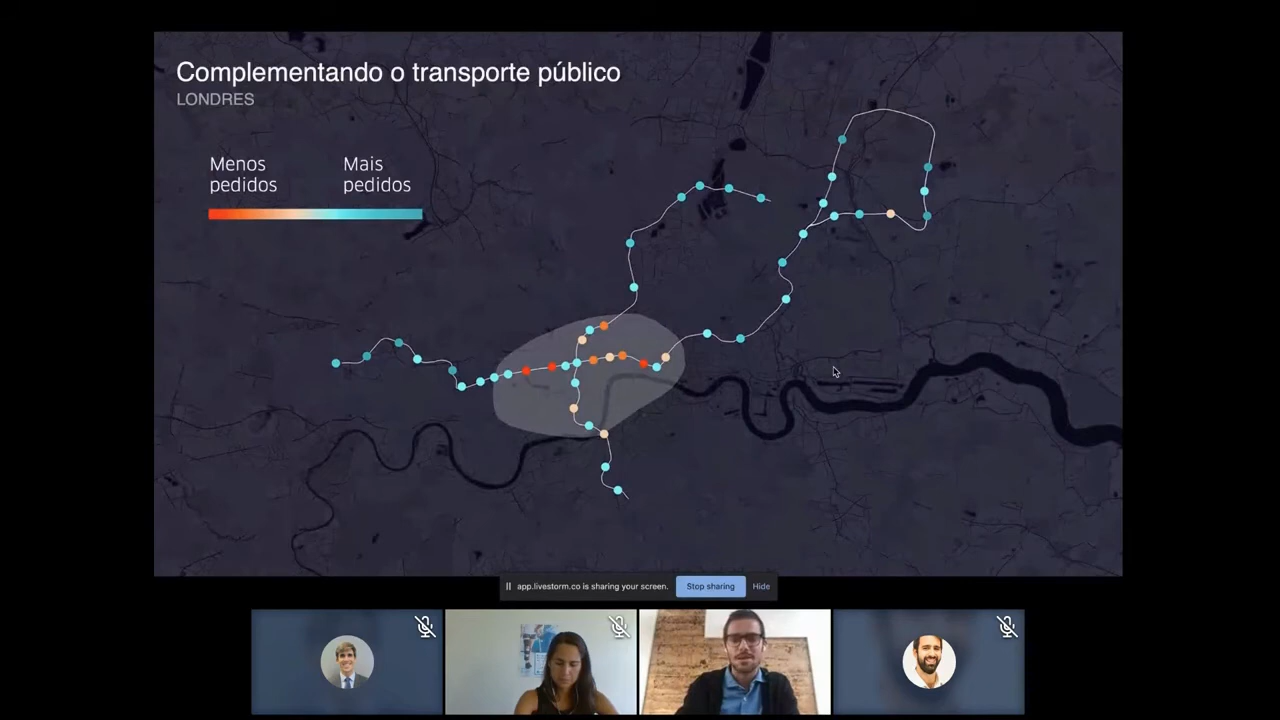 Complementando o transporte público
LONDRES
Menos
pedidos
Mais
pedidos
app.livestorm.co is sharing your screen.
Stop sharing
Hide